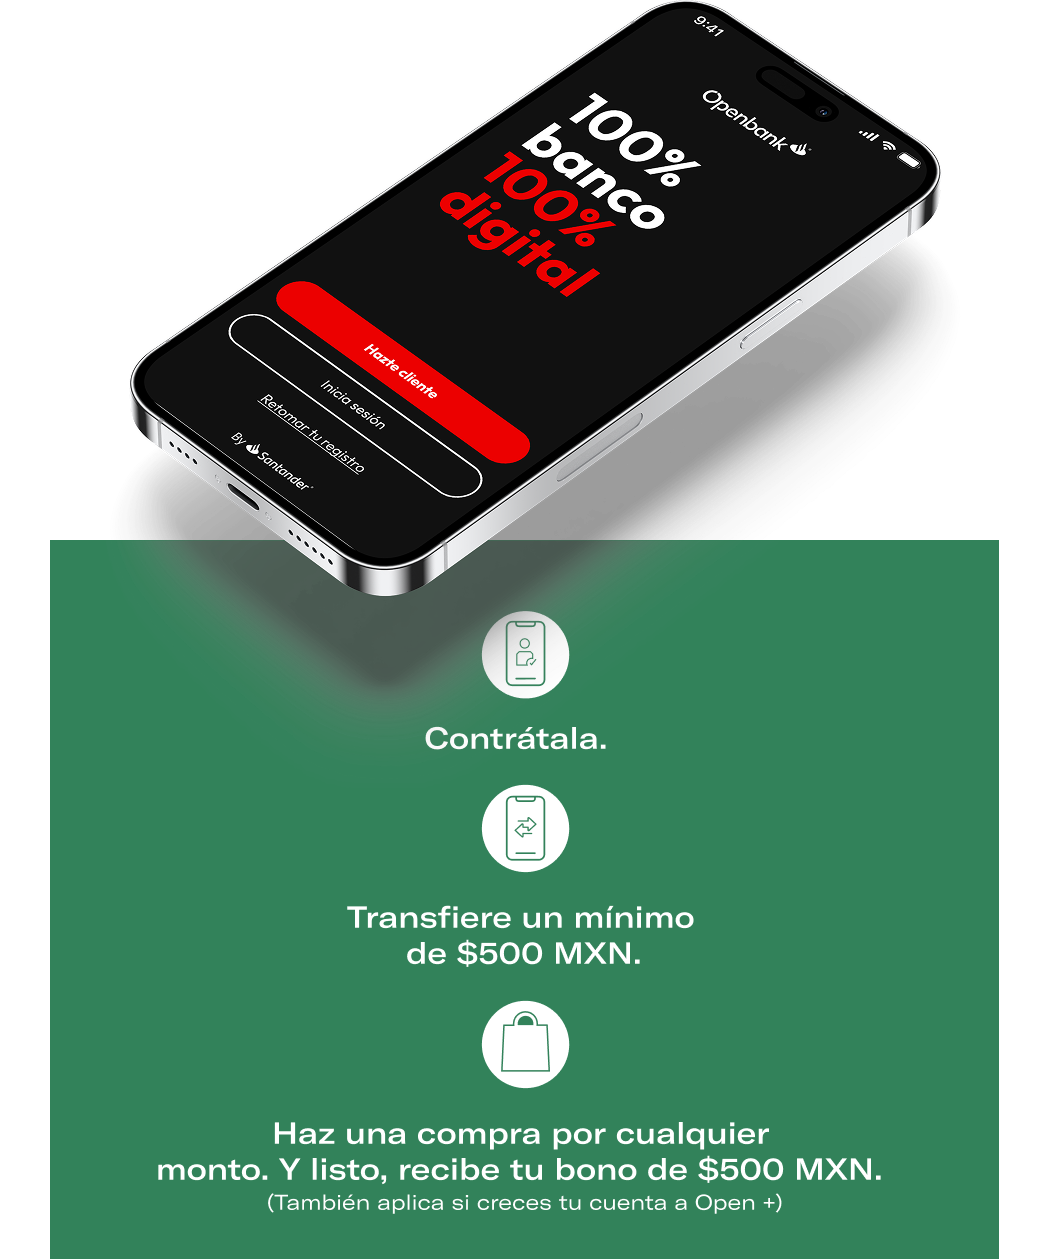 9:41
Openbank
100%
banco
100%
digital
Hazte cliente
Inicia sesión
Retomar tu registro
By Santander
Contrátala.
Transfiere un mínimo
de $500 MXN.
Haz una compra por cualquier
monto. Y listo, recibe tu bono de $500 MXN.
(También aplica si creces tu cuenta a Open +)